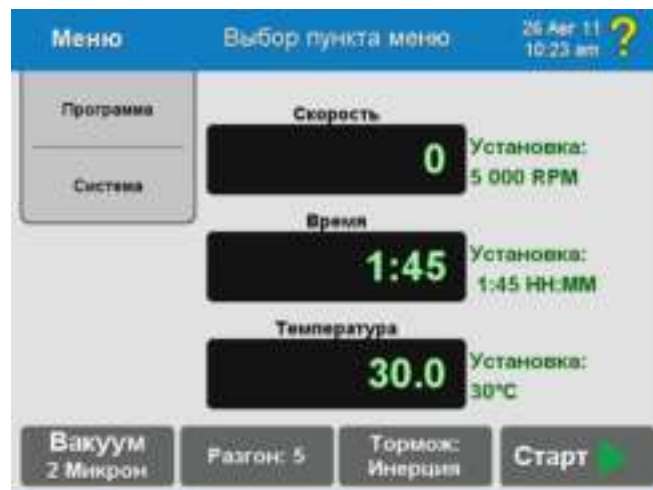 Меню
Выбор пункта меню
26 Авг 11
10:23 am
?
Программа
Система
Скорость
0
Установка:
5 000 RPM
Время
1:45
Установка:
1:45 HH:MM
Температура
30.0
Установка:
30°C
Вакуум
2 Микрон
Разгон: 5
Тормож:
Инерция
Старт